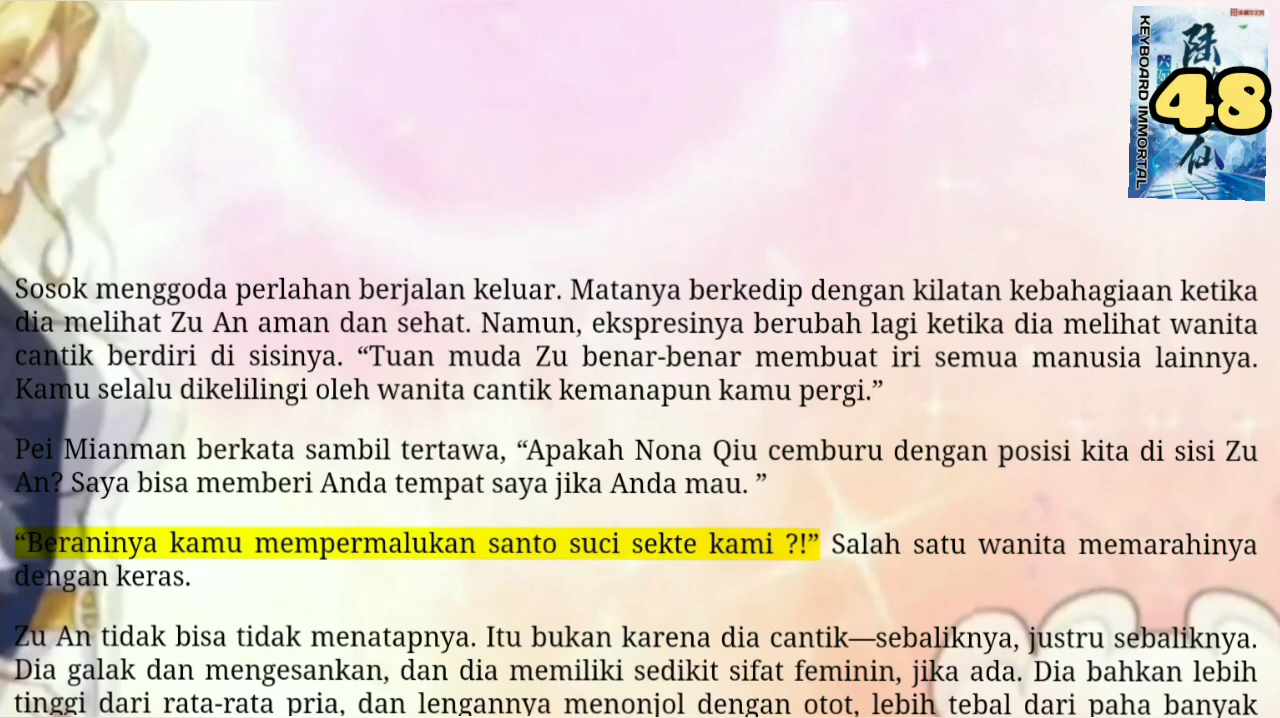 KEYBOARD IMMORTAL
48
Sosok menggoda perlahan berjalan keluar. Matanya berkedip dengan kilatan kebahagiaan ketika
dia melihat Zu An aman dan sehat. Namun, ekspresinya berubah lagi ketika dia melihat wanita
cantik berdiri di sisinya. “Tuan muda Zu benar-benar membuat iri semua manusia lainnya.
Kamu selalu dikelilingi oleh wanita cantik kemanapun kamu pergi.”
Pei Mianman berkata sambil tertawa, “Apakah Nona Qiu cemburu dengan posisi kita di sisi Zu
An? Saya bisa memberi Anda tempat saya jika Anda mau. ”
“Beraninya kamu mempermalukan santo suci sekte kami ?!” Salah satu wanita memarahinya
dengan keras.
Zu An tidak bisa tidak menatapnya. Itu bukan karena dia cantik—sebaliknya, justru sebaliknya.
Dia galak dan mengesankan, dan dia memiliki sedikit sifat feminin, jika ada. Dia bahkan lebih
tinggi dari rata-rata pria, dan lengannya menonjol dengan otot, lebih tebal dari paha banyak